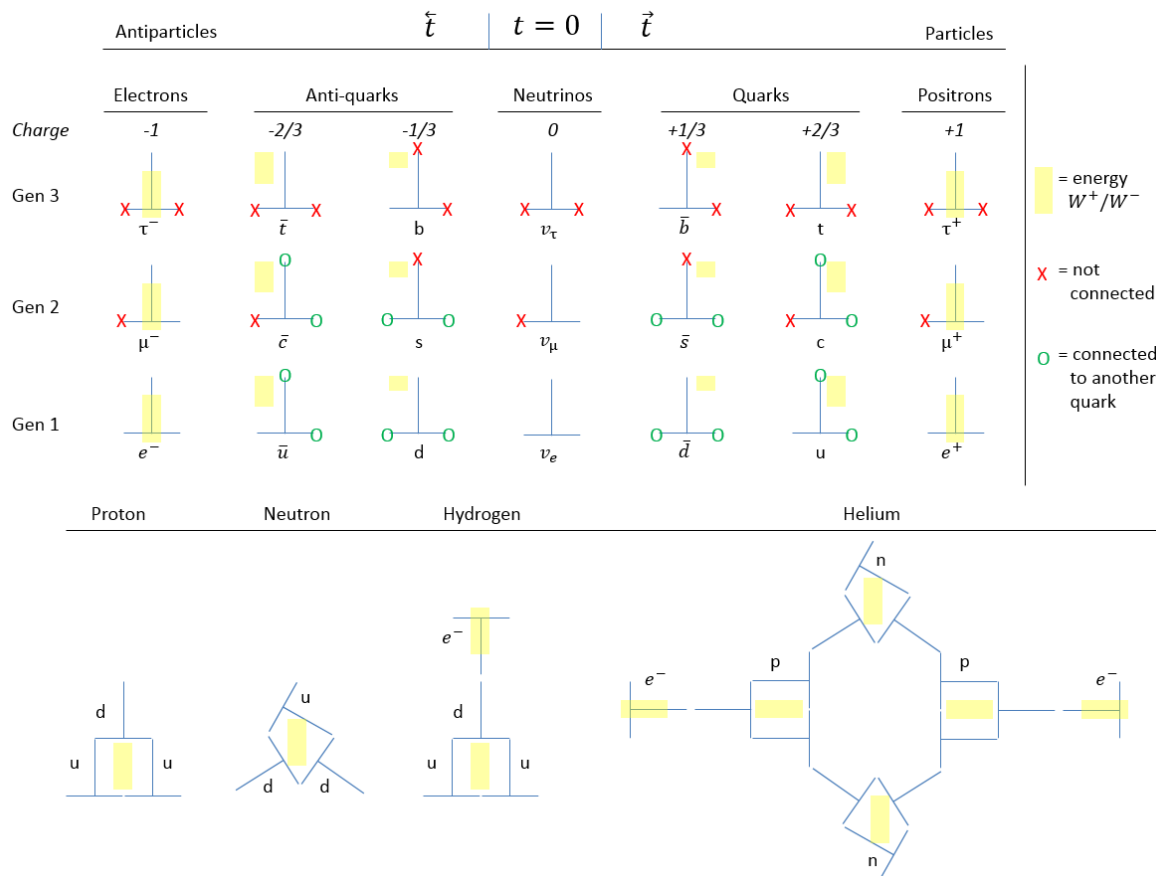 Antiparticles t⃖ t = 0 t⃗ Particles
Electrons Anti-quarks Neutrinos Quarks Positrons
Charge -1 -2/3 -1/3 0 +1/3 +2/3 +1
X X X X
Gen 3 X X X X X X X X X X
τ⁻ t̄ b ν_τ b̄ t τ⁺
= energy
W⁺/W⁻
O X X O
Gen 2 X X O O O X O O X O X
μ⁻ c̄ s ν_μ s̄ c μ⁺
X = not
connected
O O
Gen 1 O O O O O O
e⁻ ū d ν_e d̄ u e⁺
O = connected
to another
quark
Proton Neutron Hydrogen Helium
n
e⁻
p p
e⁻ e⁻
d u d
u u d d u u
n